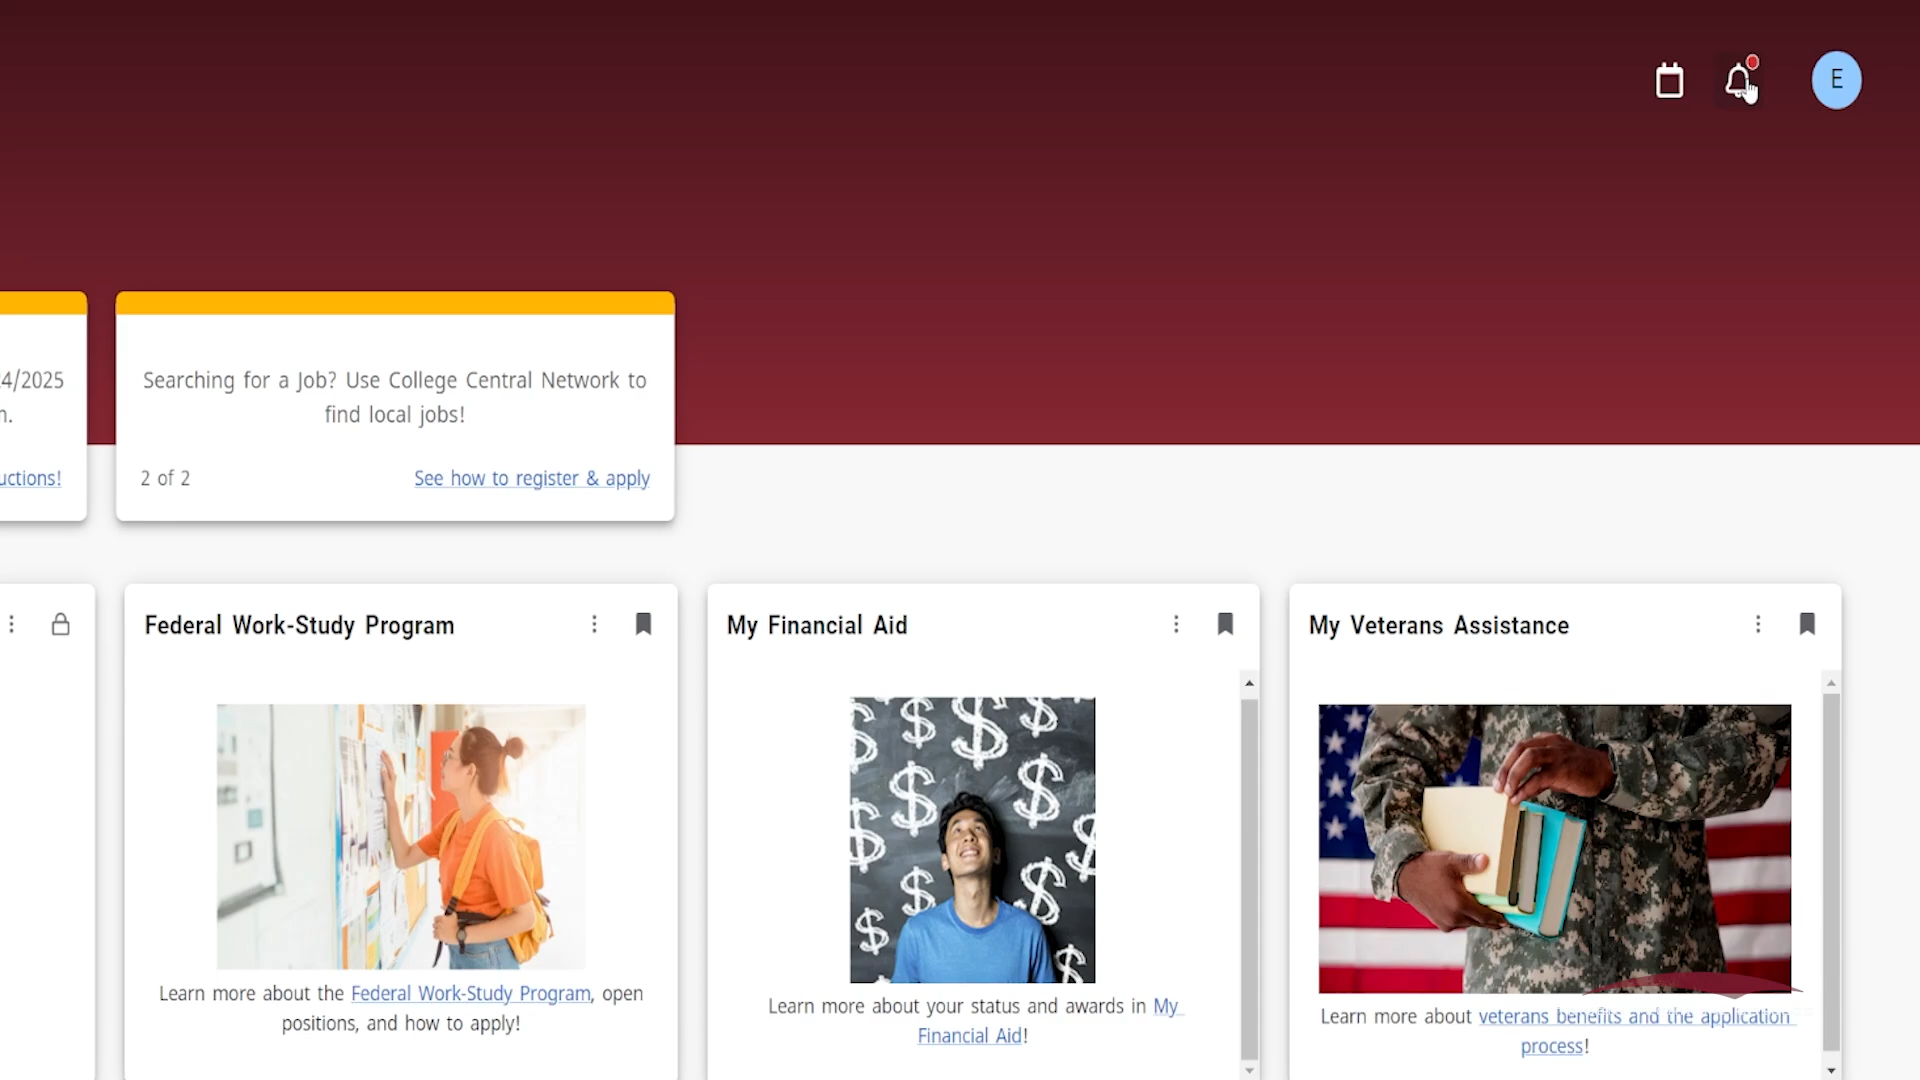 E
4/2025
Searching for a Job? Use College Central Network to
find local jobs!
uctions!
2 of 2
See how to register & apply
Federal Work-Study Program
My Financial Aid
My Veterans Assistance
Learn more about the Federal Work-Study Program, open
positions, and how to apply!
Learn more about your status and awards in My
Financial Aid!
Learn more about veterans benefits and the application
process!